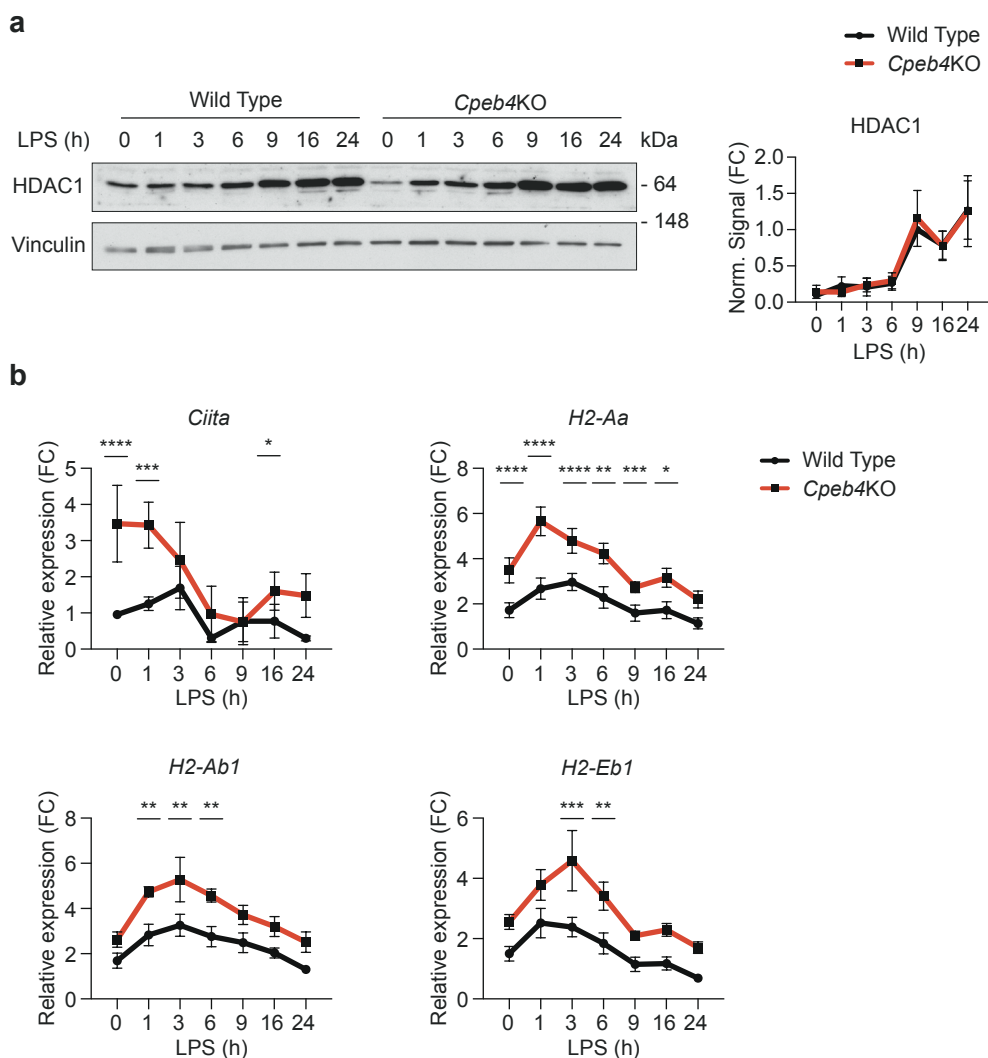 a
Wild Type
Cpeb4KO
Wild Type Cpeb4KO
LPS (h) 0 1 3 6 9 16 24 0 1 3 6 9 16 24 kDa
HDAC1 - 64
- 148
Vinculin
HDAC1
Norm. Signal (FC)
2.0
1.5
1.0
0.5
0.0
0 1 3 6 9 16 24
LPS (h)
b
Ciita
**** *** *
Relative expression (FC)
5
4
3
2
1
0
0 1 3 6 9 16 24
LPS (h)
H2-Aa
**** **** **** ** *** *
Relative expression (FC)
8
6
4
2
0
0 1 3 6 9 16 24
LPS (h)
Wild Type
Cpeb4KO
H2-Ab1
** ** **
Relative expression (FC)
8
6
4
2
0
0 1 3 6 9 16 24
LPS (h)
H2-Eb1
*** **
Relative expression (FC)
6
4
2
0
0 1 3 6 9 16 24
LPS (h)